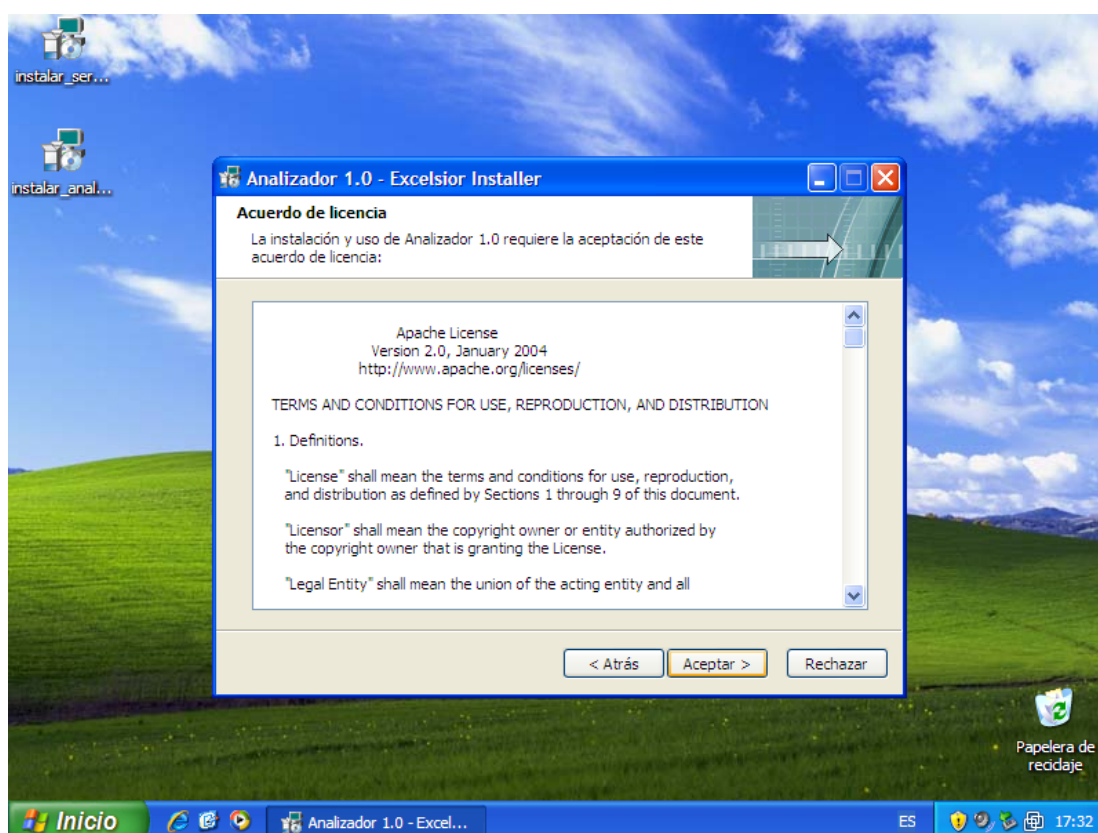 instalar_ser...
instalar_anal...
Analizador 1.0 - Excelsior Installer
Acuerdo de licencia
La instalación y uso de Analizador 1.0 requiere la aceptación de este
acuerdo de licencia:
Apache License
Version 2.0, January 2004
http://www.apache.org/licenses/
TERMS AND CONDITIONS FOR USE, REPRODUCTION, AND DISTRIBUTION
1. Definitions.
"License" shall mean the terms and conditions for use, reproduction,
and distribution as defined by Sections 1 through 9 of this document.
"Licensor" shall mean the copyright owner or entity authorized by
the copyright owner that is granting the License.
"Legal Entity" shall mean the union of the acting entity and all
< Atrás
Aceptar >
Rechazar
Papelera de
reciclaje
Inicio
Analizador 1.0 - Excel...
ES
17:32